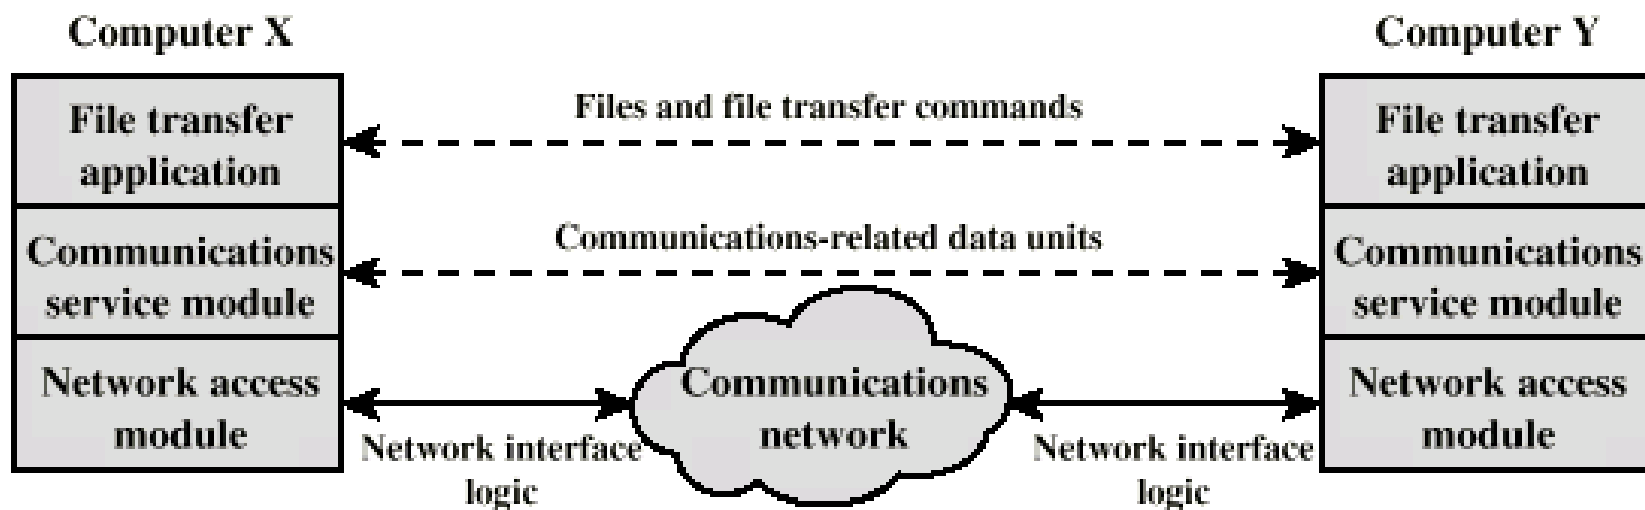 Computer X
Computer Y
File transfer
application
Files and file transfer commands
File transfer
application
Communications
service module
Communications-related data units
Communications
service module
Network access
module
Network interface
logic
Communications
network
Network interface
logic
Network access
module